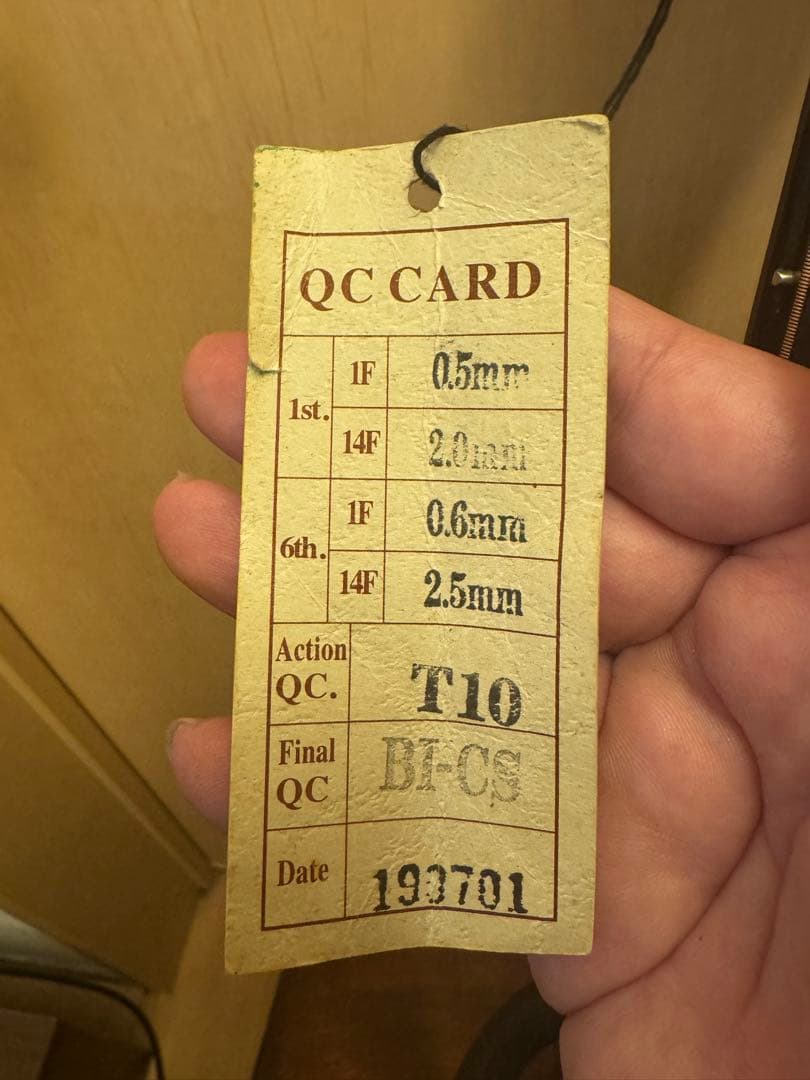 QC CARD
1st. 1F 0.5mm
14F 2.0mm
6th. 1F 0.6mm
14F 2.5mm
Action QC. T10
Final QC BI-CS
Date 190701